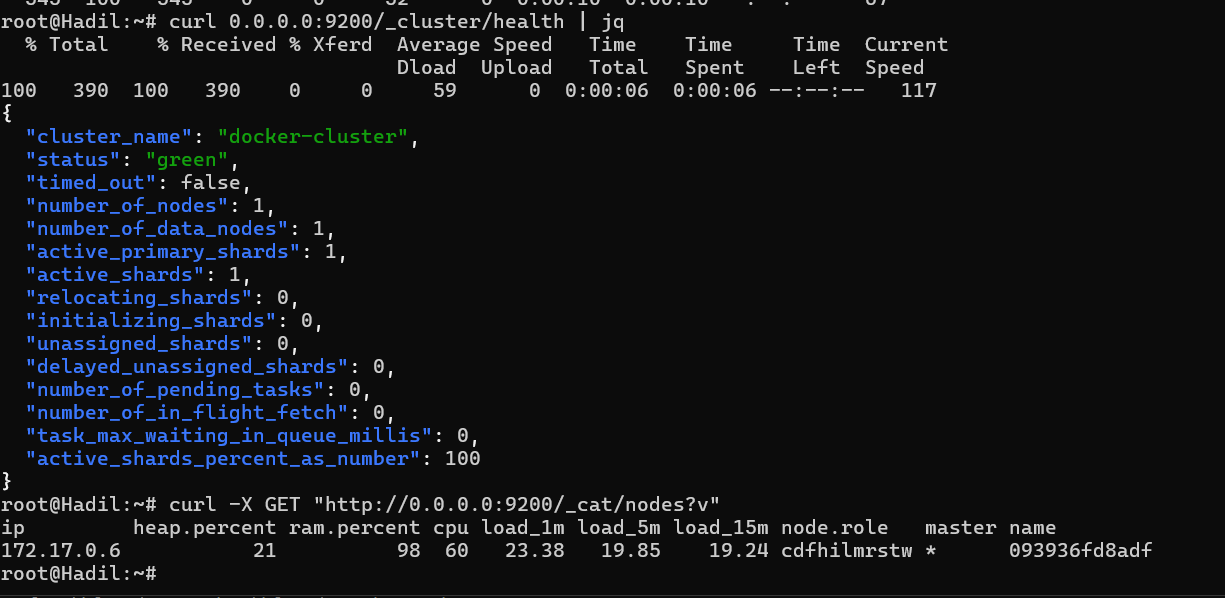 root@Hadil:~# curl 0.0.0.0:9200/_cluster/health | jq
  % Total    % Received % Xferd  Average Speed   Time    Time     Time  Current
                                 Dload  Upload   Total   Spent    Left  Speed
100   390  100   390    0     0     59      0  0:00:06  0:00:06 --:--:--   117
{
  "cluster_name": "docker-cluster",
  "status": "green",
  "timed_out": false,
  "number_of_nodes": 1,
  "number_of_data_nodes": 1,
  "active_primary_shards": 1,
  "active_shards": 1,
  "relocating_shards": 0,
  "initializing_shards": 0,
  "unassigned_shards": 0,
  "delayed_unassigned_shards": 0,
  "number_of_pending_tasks": 0,
  "number_of_in_flight_fetch": 0,
  "task_max_waiting_in_queue_millis": 0,
  "active_shards_percent_as_number": 100
}
root@Hadil:~# curl -X GET "http://0.0.0.0:9200/_cat/nodes?v"
ip         heap.percent ram.percent cpu load_1m load_5m load_15m node.role   master name
172.17.0.6           21          98  60   23.38   19.85    19.24 cdfhilmrstw *      093936fd8adf
root@Hadil:~#